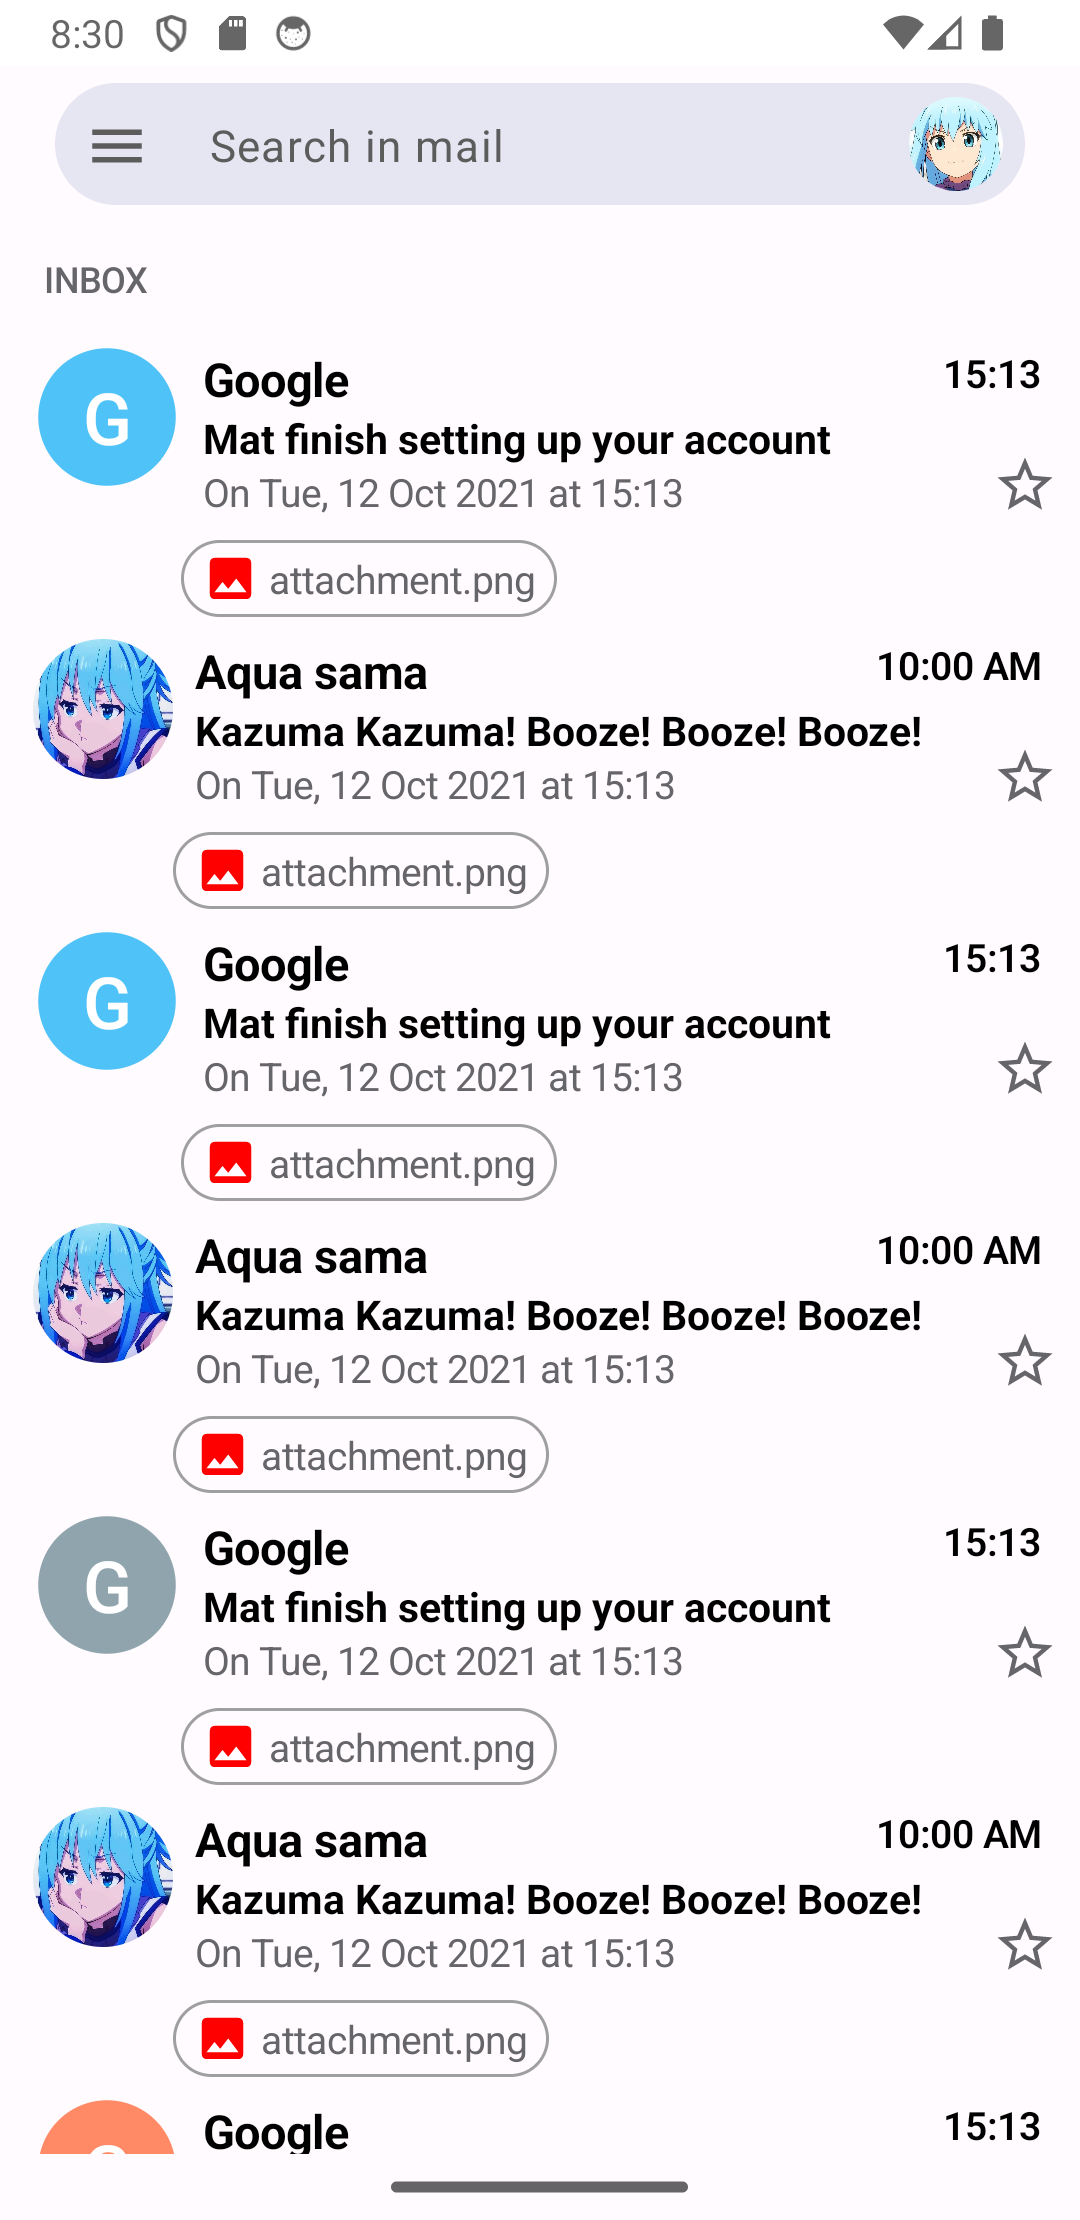 8:30
Search in mail
INBOX
G
Google
15:13
Mat finish setting up your account
On Tue, 12 Oct 2021 at 15:13
attachment.png
Aqua sama
10:00 AM
Kazuma Kazuma! Booze! Booze! Booze!
On Tue, 12 Oct 2021 at 15:13
attachment.png
G
Google
15:13
Mat finish setting up your account
On Tue, 12 Oct 2021 at 15:13
attachment.png
Aqua sama
10:00 AM
Kazuma Kazuma! Booze! Booze! Booze!
On Tue, 12 Oct 2021 at 15:13
attachment.png
G
Google
15:13
Mat finish setting up your account
On Tue, 12 Oct 2021 at 15:13
attachment.png
Aqua sama
10:00 AM
Kazuma Kazuma! Booze! Booze! Booze!
On Tue, 12 Oct 2021 at 15:13
attachment.png
Google
15:13